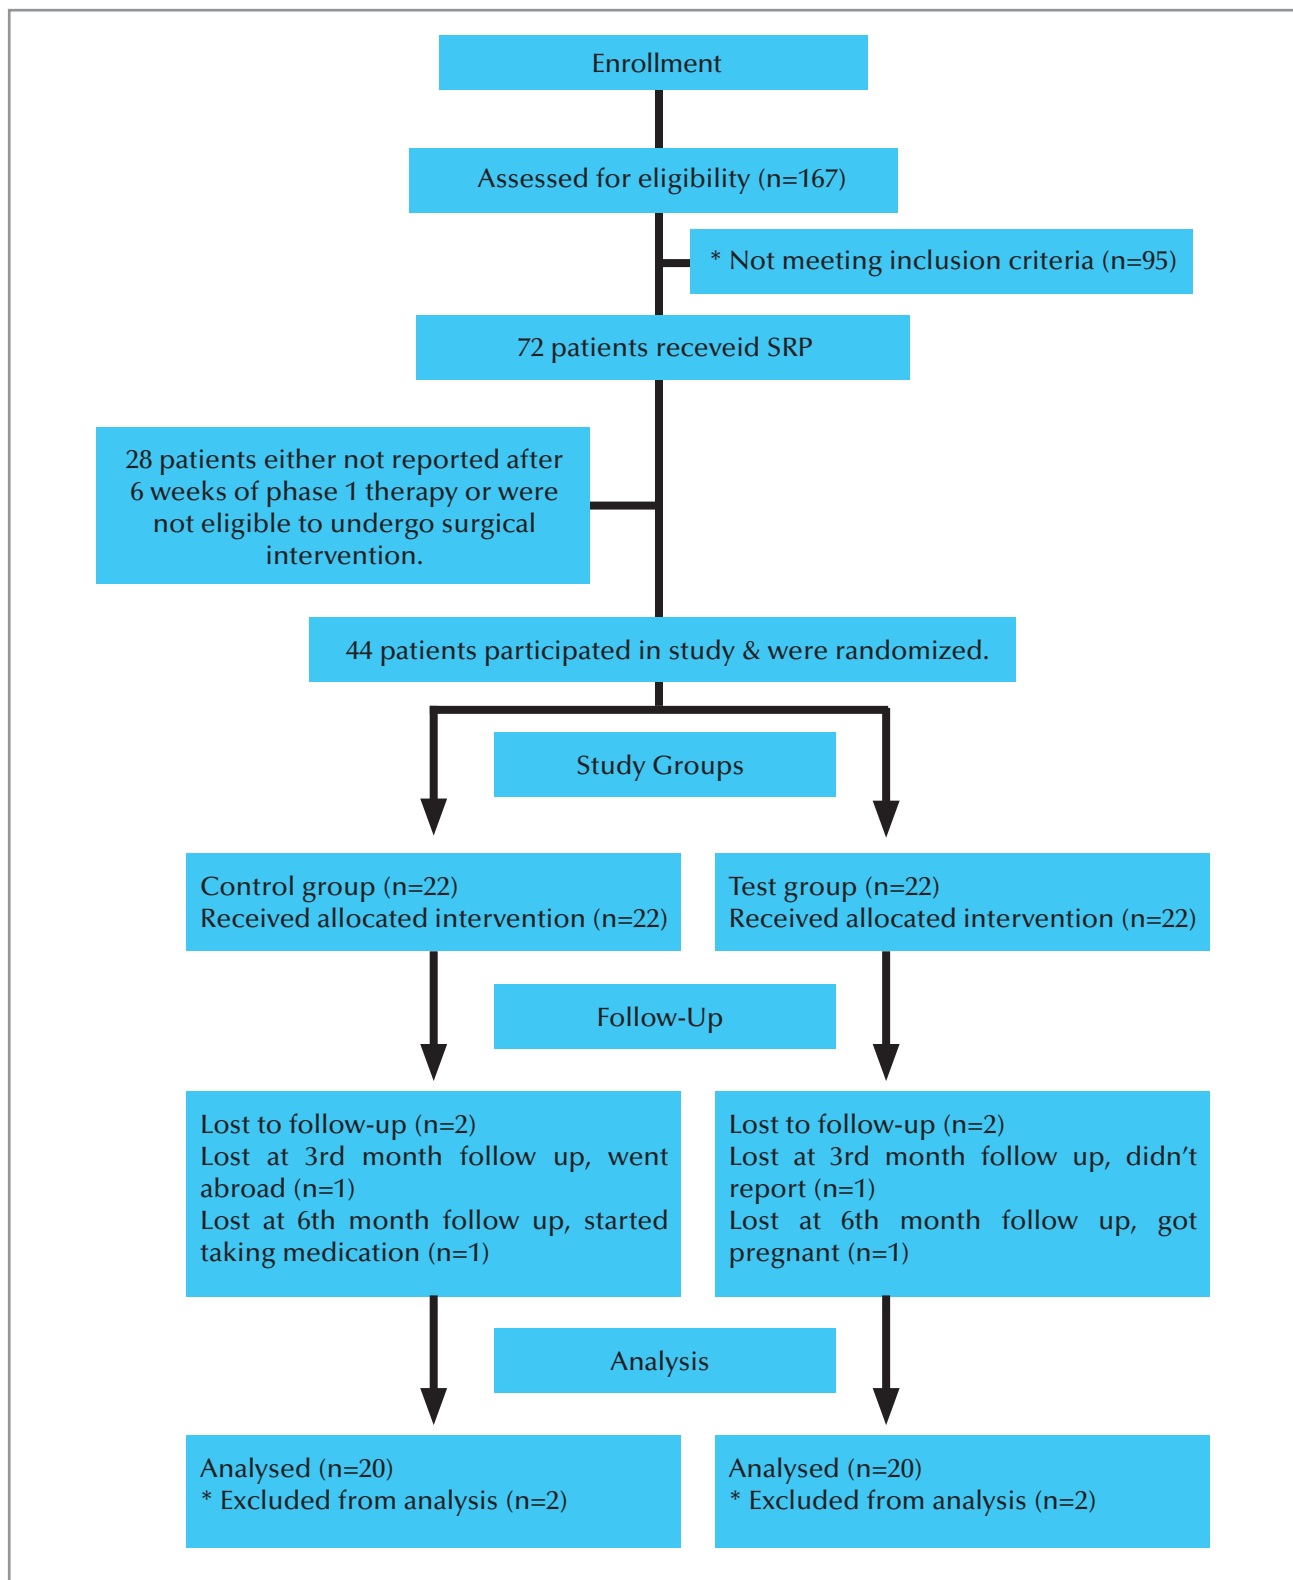 Enrollment
Assessed for eligibility (n=167)
* Not meeting inclusion criteria (n=95)
72 patients receveid SRP
28 patients either not reported after
6 weeks of phase 1 therapy or were
not eligible to undergo surgical
intervention.
44 patients participated in study & were randomized.
Study Groups
Control group (n=22)
Received allocated intervention (n=22)
Test group (n=22)
Received allocated intervention (n=22)
Follow-Up
Lost to follow-up (n=2)
Lost at 3rd month follow up, went
abroad (n=1)
Lost at 6th month follow up, started
taking medication (n=1)
Lost to follow-up (n=2)
Lost at 3rd month follow up, didn’t
report (n=1)
Lost at 6th month follow up, got
pregnant (n=1)
Analysis
Analysed (n=20)
* Excluded from analysis (n=2)
Analysed (n=20)
* Excluded from analysis (n=2)